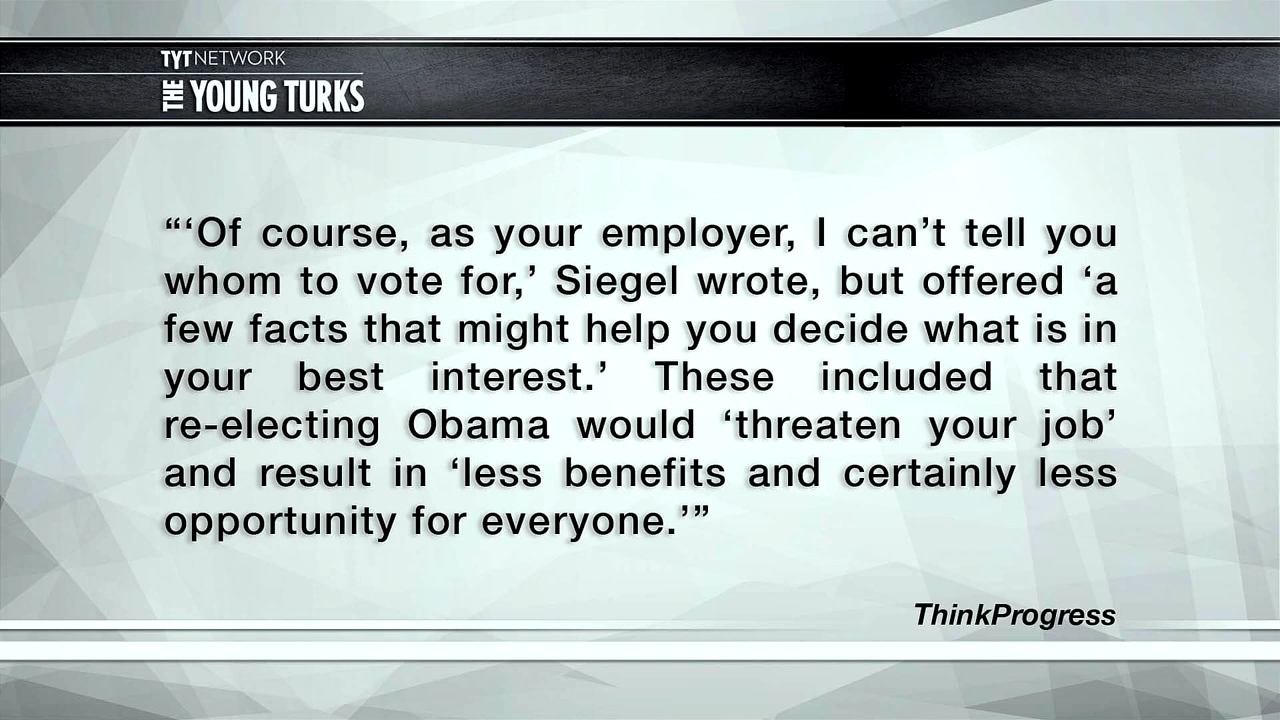 TYT NETWORK
THE YOUNG TURKS
“‘Of course, as your employer, I can’t tell you
whom to vote for,’ Siegel wrote, but offered ‘a
few facts that might help you decide what is in
your best interest.’ These included that
re-electing Obama would ‘threaten your job’
and result in ‘less benefits and certainly less
opportunity for everyone.’”
ThinkProgress